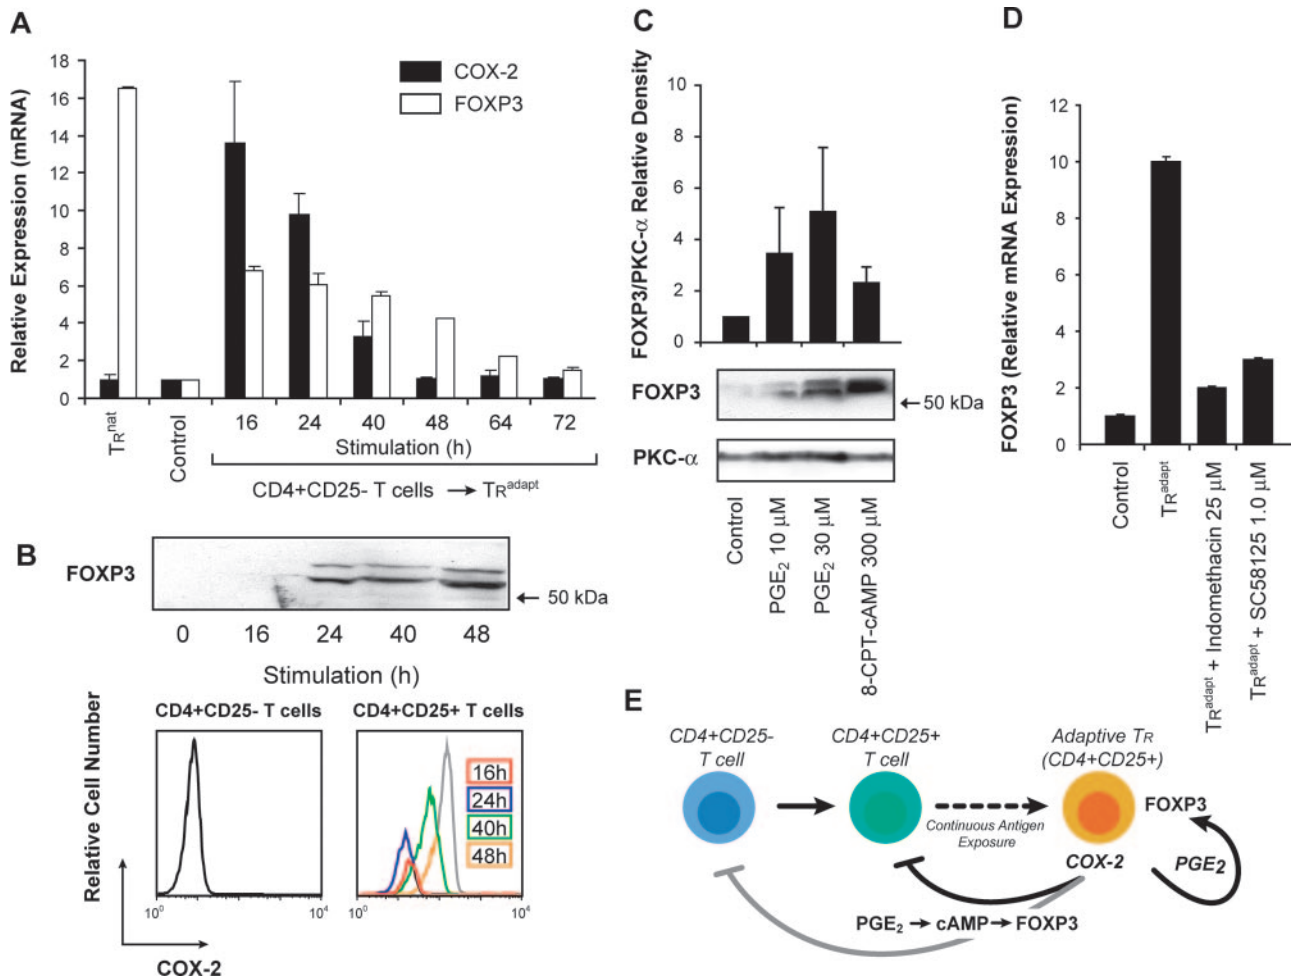 A
Relative Expression (mRNA)
18
16
14
12
10
8
6
4
2
0
COX-2
FOXP3
TR^nat
Control
16
24
40
48
64
72
Stimulation (h)
CD4+CD25- T cells → TR^adapt
B
FOXP3
← 50 kDa
0
16
24
40
48
Stimulation (h)
Relative Cell Number
CD4+CD25- T cells
CD4+CD25+ T cells
16h
24h
40h
48h
10^0
10^4
10^0
10^4
COX-2
C
FOXP3/PKC-α Relative Density
10
8
6
4
2
0
FOXP3
← 50 kDa
PKC-α
Control
PGE₂ 10 µM
PGE₂ 30 µM
8-CPT-cAMP 300 µM
D
FOXP3 (Relative mRNA Expression)
12
10
8
6
4
2
0
Control
TR^adapt
TR^adapt + Indomethacin 25 µM
TR^adapt + SC58125 1.0 µM
E
CD4+CD25-
T cell
CD4+CD25+
T cell
Adaptive TR
(CD4+CD25+)
FOXP3
Continuous Antigen
Exposure
COX-2
PGE₂
PGE₂ → cAMP → FOXP3